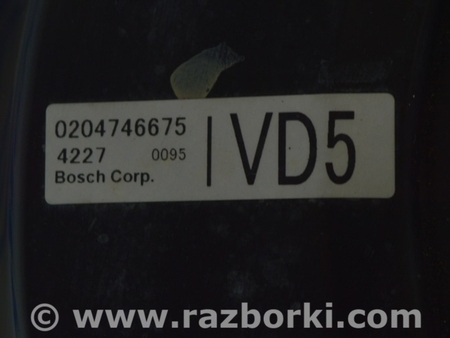 0204746675
4227 0095
Bosch Corp.
|VD5
© www.razborki.com